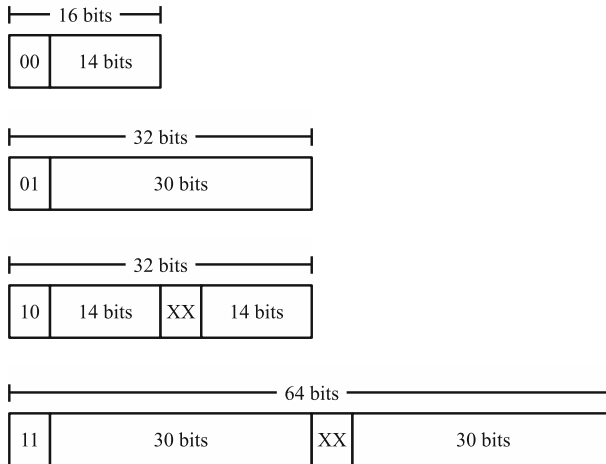 16 bits
00 14 bits
32 bits
01 30 bits
32 bits
10 14 bits XX 14 bits
64 bits
11 30 bits XX 30 bits